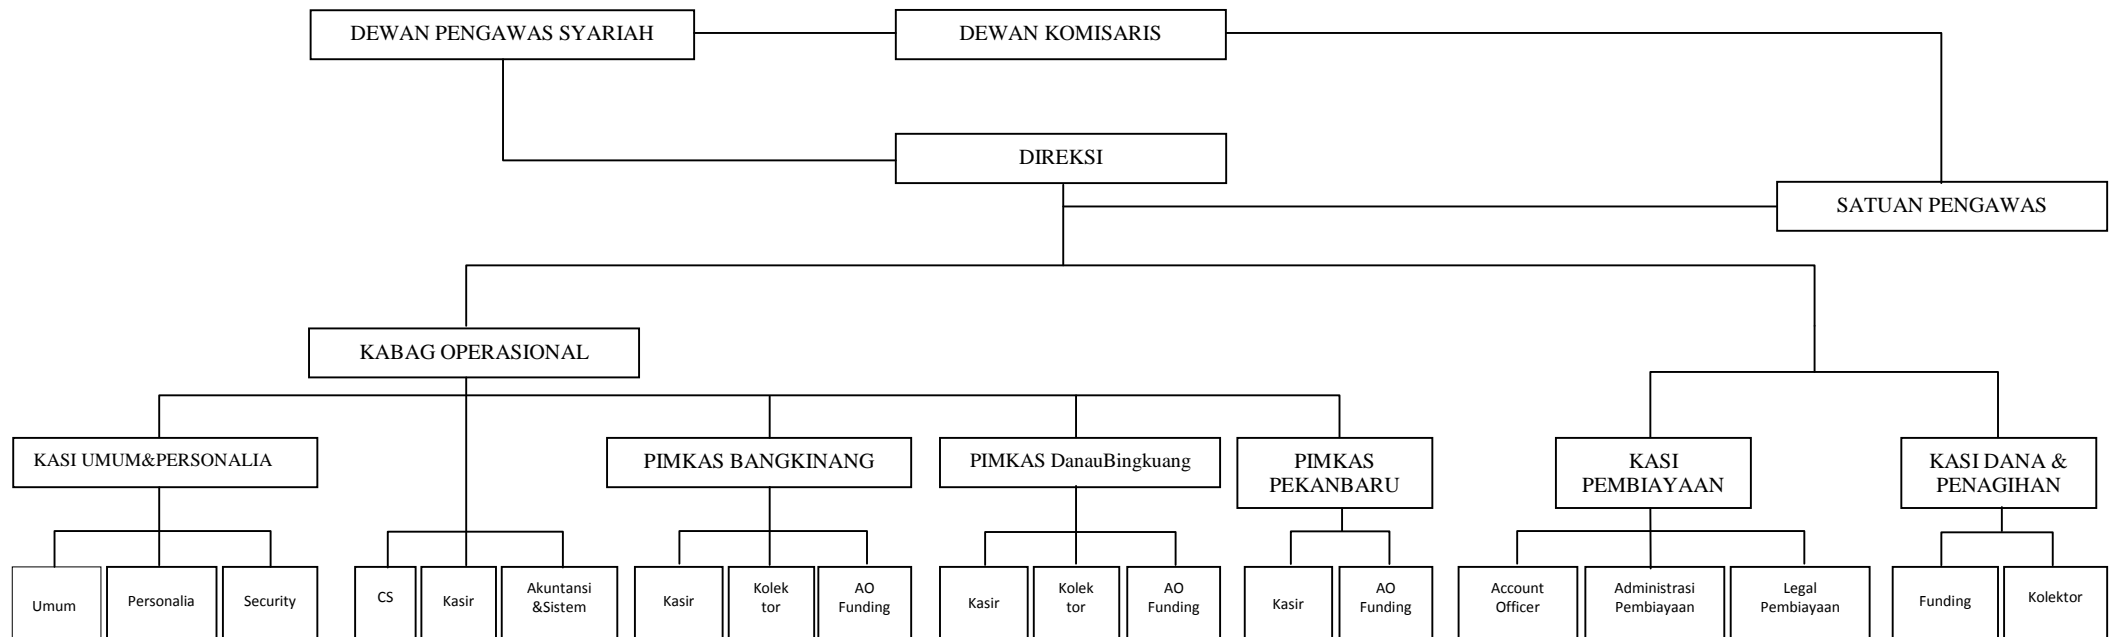 DEWAN PENGAWAS SYARIAH
DEWAN KOMISARIS
DIREKSI
SATUAN PENGAWAS
KABAG OPERASIONAL
KASI UMUM&PERSONALIA
PIMKAS BANGKINANG
PIMKAS DanauBingkuang
PIMKAS
PEKANBARU
KASI
PEMBIAYAAN
KASI DANA &
PENAGIHAN
Umum
Personalia
Security
CS
Kasir
Akuntansi
&Sistem
Kasir
Kolek
tor
AO
Funding
Kasir
Kolek
tor
AO
Funding
Kasir
AO
Funding
Account
Officer
Administrasi
Pembiayaan
Legal
Pembiayaan
Funding
Kolektor